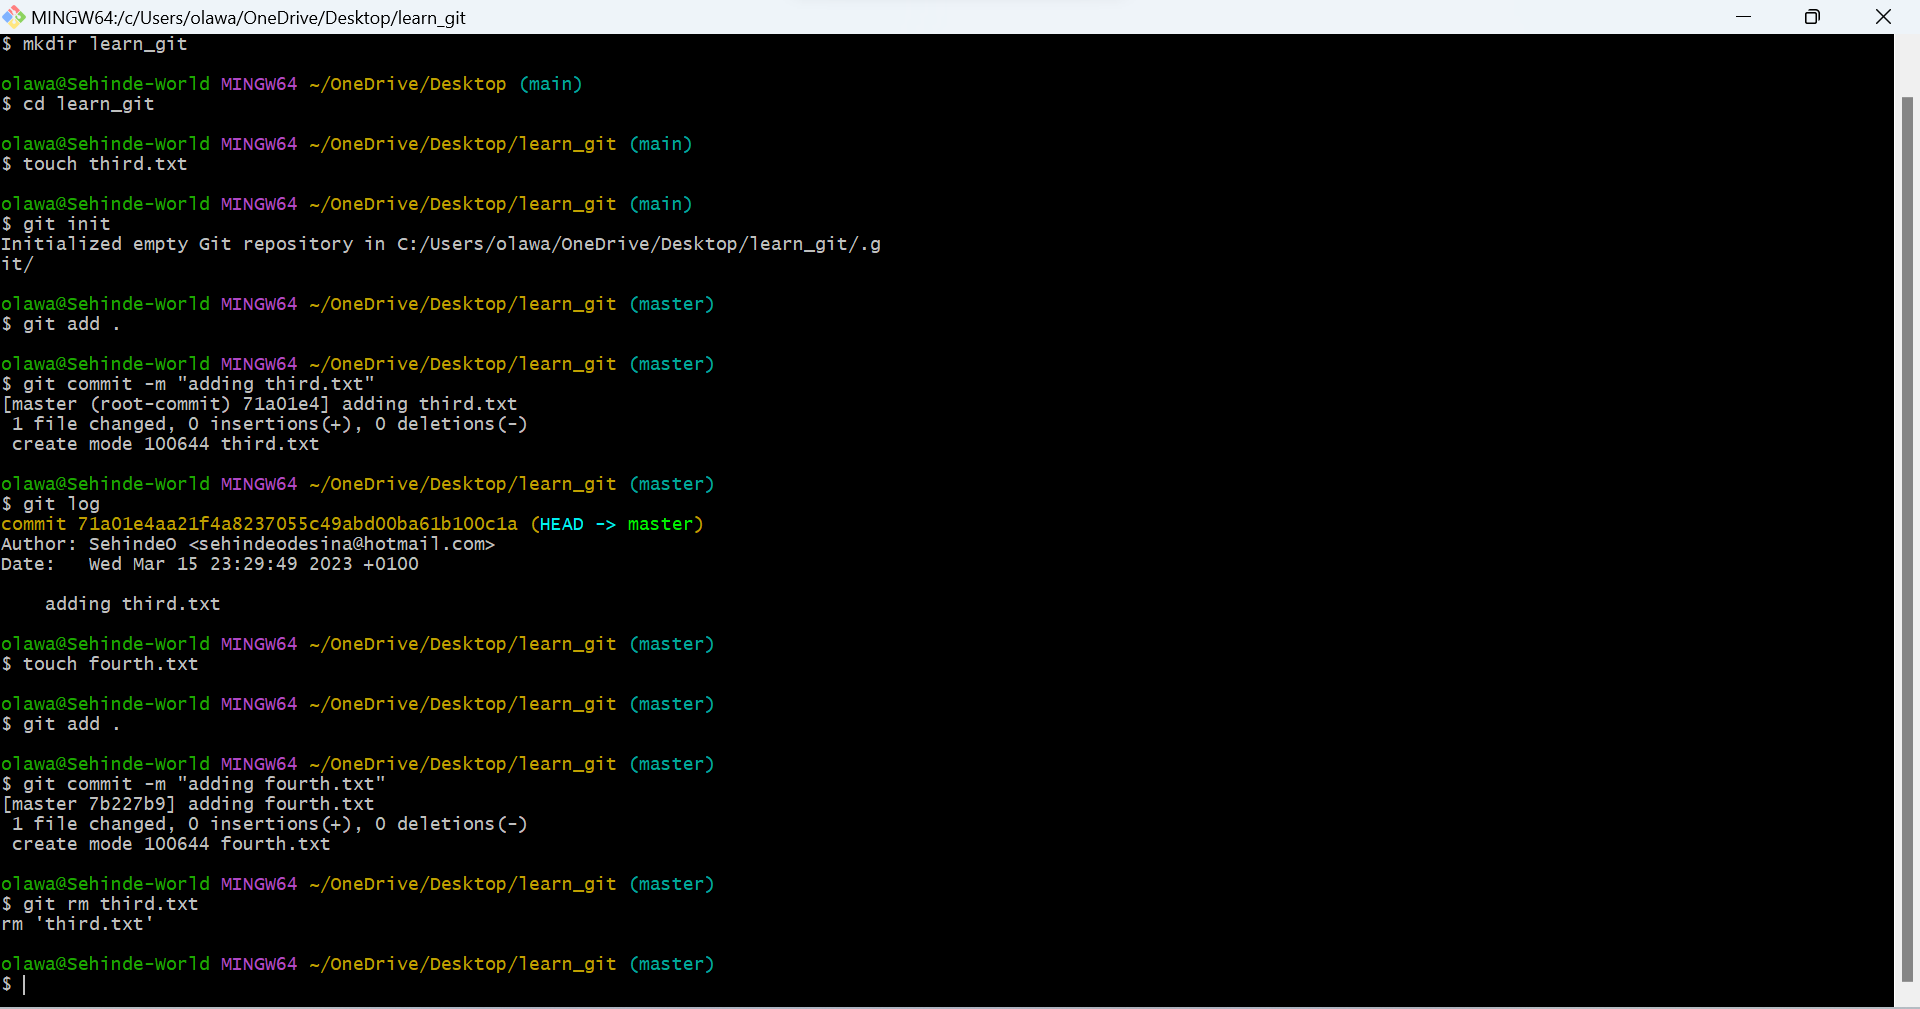 MINGW64:/c/Users/olawa/OneDrive/Desktop/learn_git
$ mkdir learn_git
olawa@Sehinde-World MINGW64 ~/OneDrive/Desktop (main)
$ cd learn_git
olawa@Sehinde-World MINGW64 ~/OneDrive/Desktop/learn_git (main)
$ touch third.txt
olawa@Sehinde-World MINGW64 ~/OneDrive/Desktop/learn_git (main)
$ git init
Initialized empty Git repository in C:/Users/olawa/OneDrive/Desktop/learn_git/.g
it/
olawa@Sehinde-World MINGW64 ~/OneDrive/Desktop/learn_git (master)
$ git add .
olawa@Sehinde-World MINGW64 ~/OneDrive/Desktop/learn_git (master)
$ git commit -m "adding third.txt"
[master (root-commit) 71a01e4] adding third.txt
 1 file changed, 0 insertions(+), 0 deletions(-)
 create mode 100644 third.txt
olawa@Sehinde-World MINGW64 ~/OneDrive/Desktop/learn_git (master)
$ git log
commit 71a01e4aa21f4a8237055c49abd00ba61b100c1a (HEAD -> master)
Author: SehindeO <sehindeodesina@hotmail.com>
Date:   Wed Mar 15 23:29:49 2023 +0100
    adding third.txt
olawa@Sehinde-World MINGW64 ~/OneDrive/Desktop/learn_git (master)
$ touch fourth.txt
olawa@Sehinde-World MINGW64 ~/OneDrive/Desktop/learn_git (master)
$ git add .
olawa@Sehinde-World MINGW64 ~/OneDrive/Desktop/learn_git (master)
$ git commit -m "adding fourth.txt"
[master 7b227b9] adding fourth.txt
 1 file changed, 0 insertions(+), 0 deletions(-)
 create mode 100644 fourth.txt
olawa@Sehinde-World MINGW64 ~/OneDrive/Desktop/learn_git (master)
$ git rm third.txt
rm 'third.txt'
olawa@Sehinde-World MINGW64 ~/OneDrive/Desktop/learn_git (master)
$